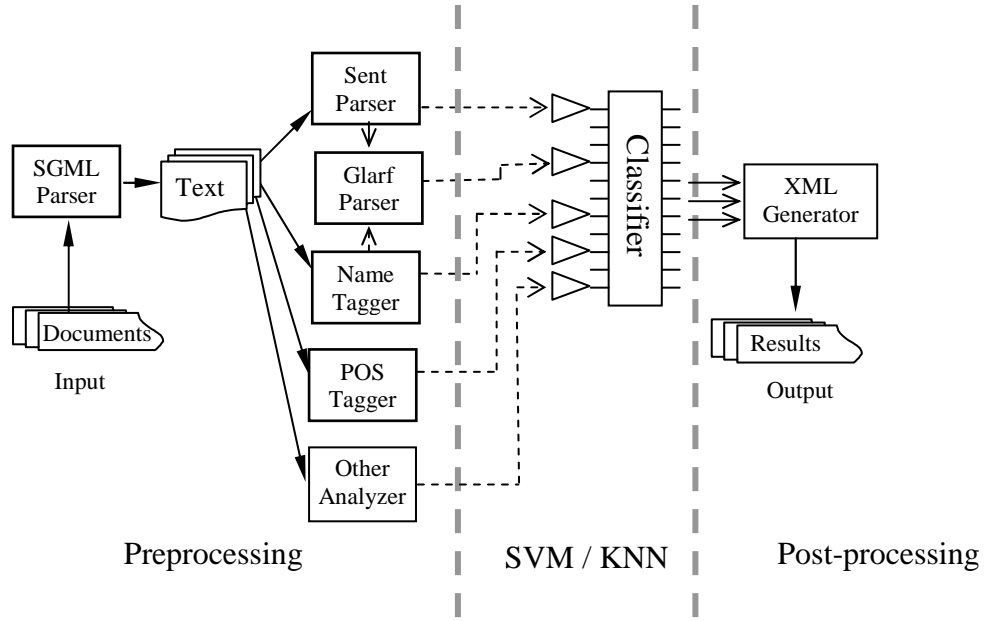 Sent
Parser
SGML
Parser
Text
Glarf
Parser
Classifier
XML
Generator
Name
Tagger
Documents
Input
POS
Tagger
Results
Output
Other
Analyzer
Preprocessing
SVM / KNN
Post-processing